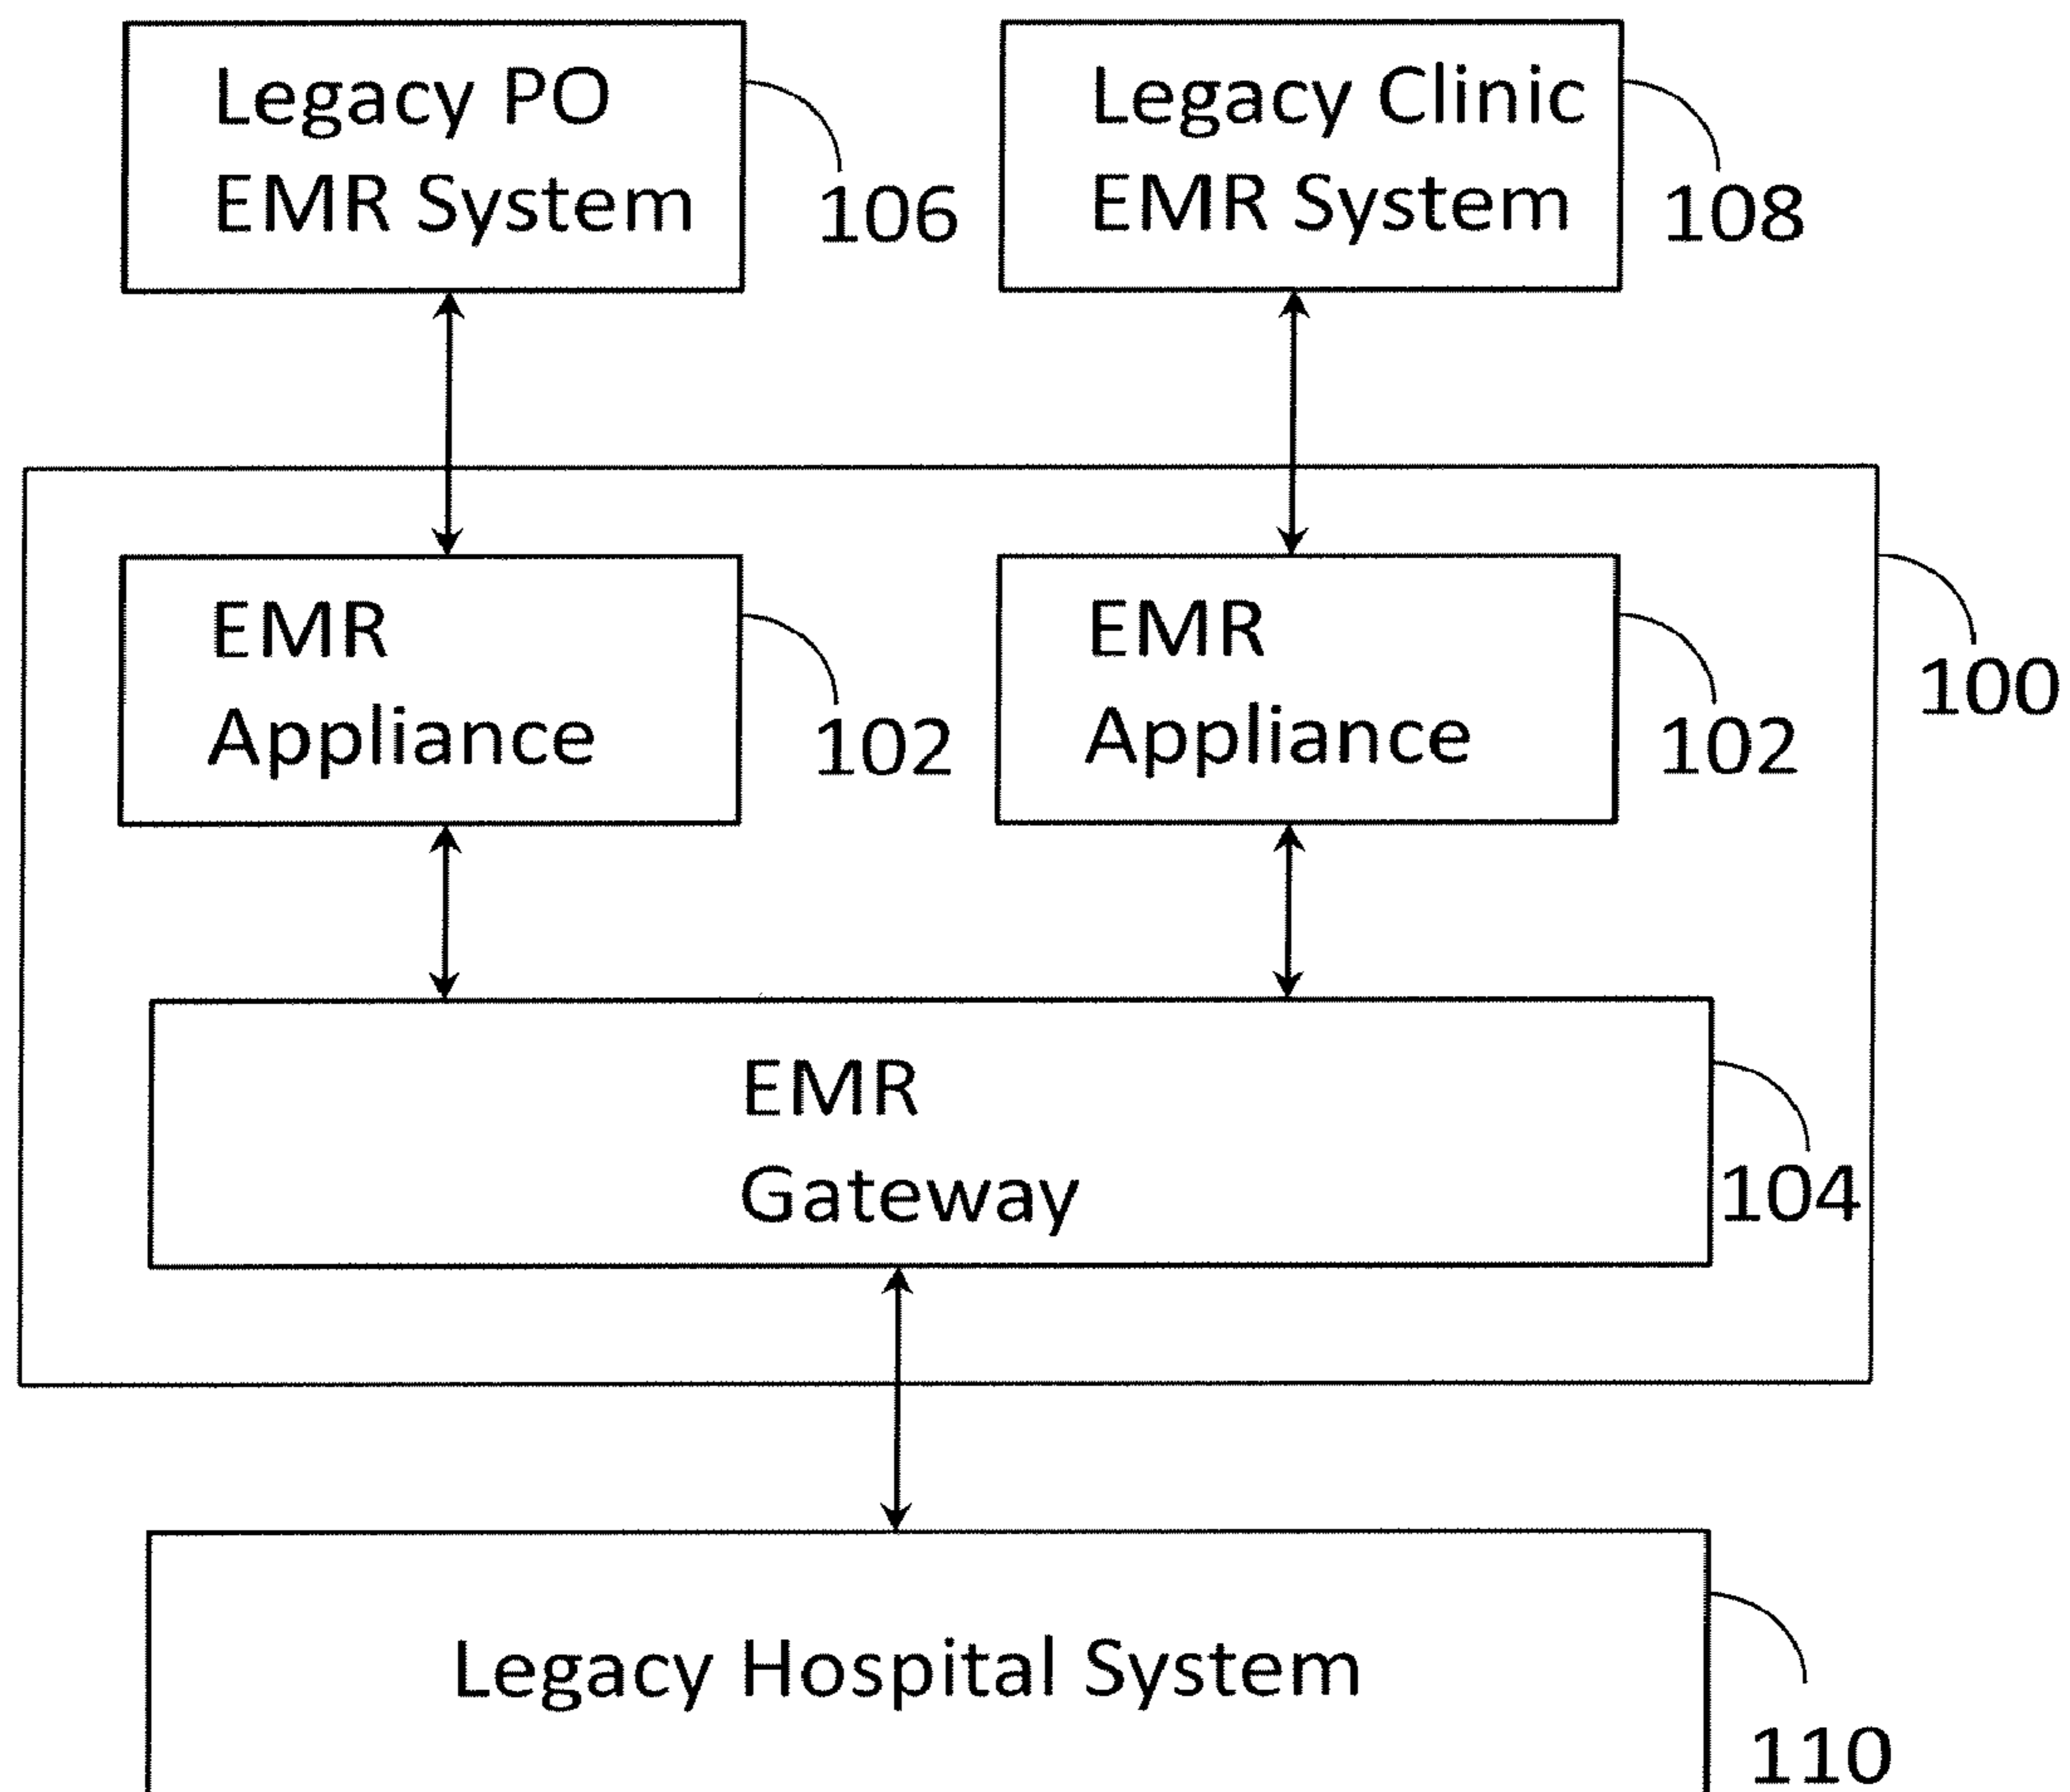 Legacy PO
EMR System
106
Legacy Clinic
EMR System
108
EMR
Appliance
102
EMR
Appliance
102
100
EMR
Gateway
104
Legacy Hospital System
110